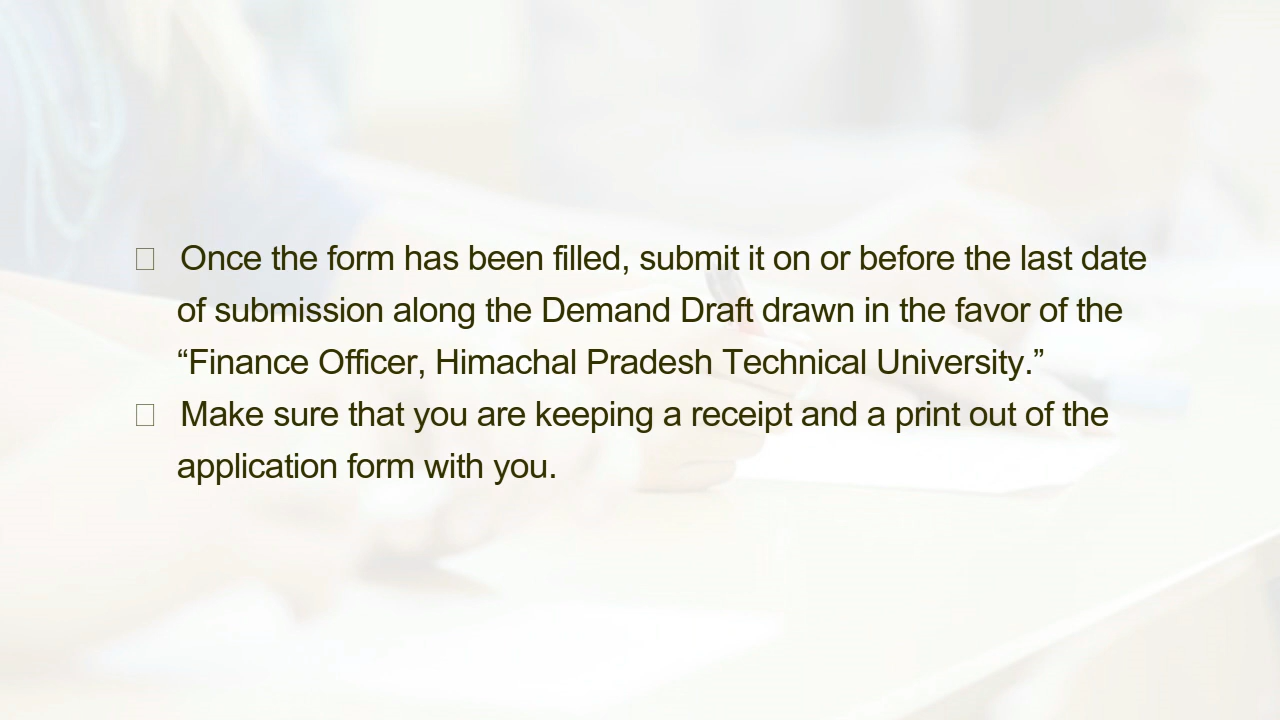 □ Once the form has been filled, submit it on or before the last date
of submission along the Demand Draft drawn in the favor of the
“Finance Officer, Himachal Pradesh Technical University.”
□ Make sure that you are keeping a receipt and a print out of the
application form with you.